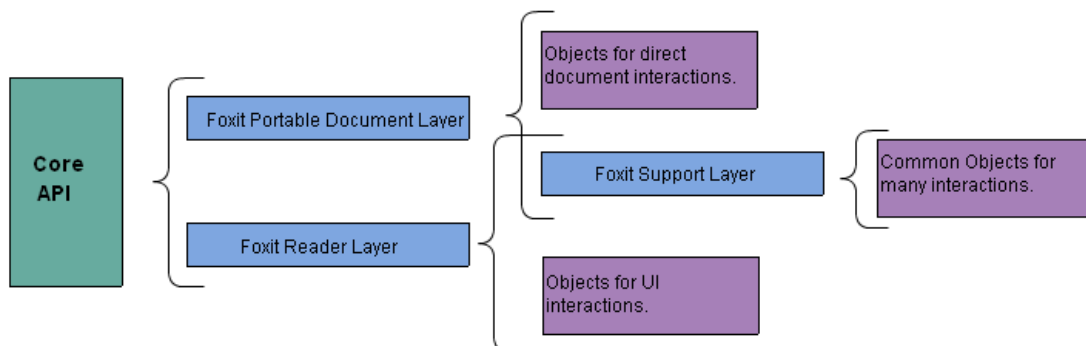 Core
API
Foxit Portable Document Layer
Foxit Reader Layer
Objects for direct
document interactions.
Foxit Support Layer
Objects for UI
interactions.
Common Objects for
many interactions.